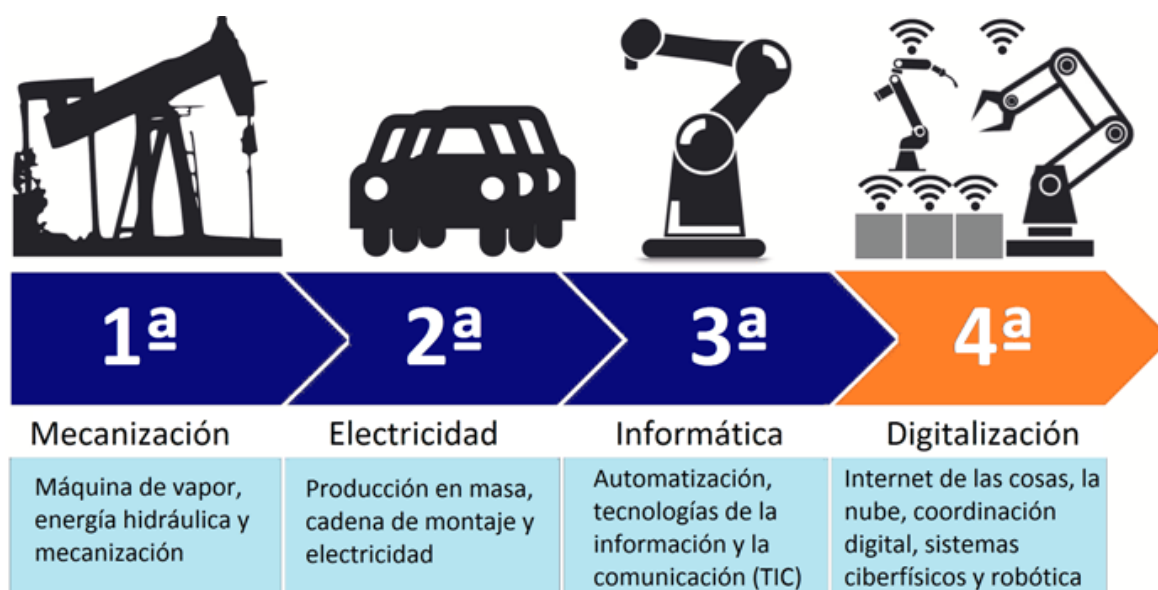 1ª
2ª
3ª
4ª
Mecanización
Electricidad
Informática
Digitalización
Máquina de vapor,
energía hidráulica y
mecanización
Producción en masa,
cadena de montaje y
electricidad
Automatización,
tecnologías de la
información y la
comunicación (TIC)
Internet de las cosas, la
nube, coordinación
digital, sistemas
ciberfísicos y robótica